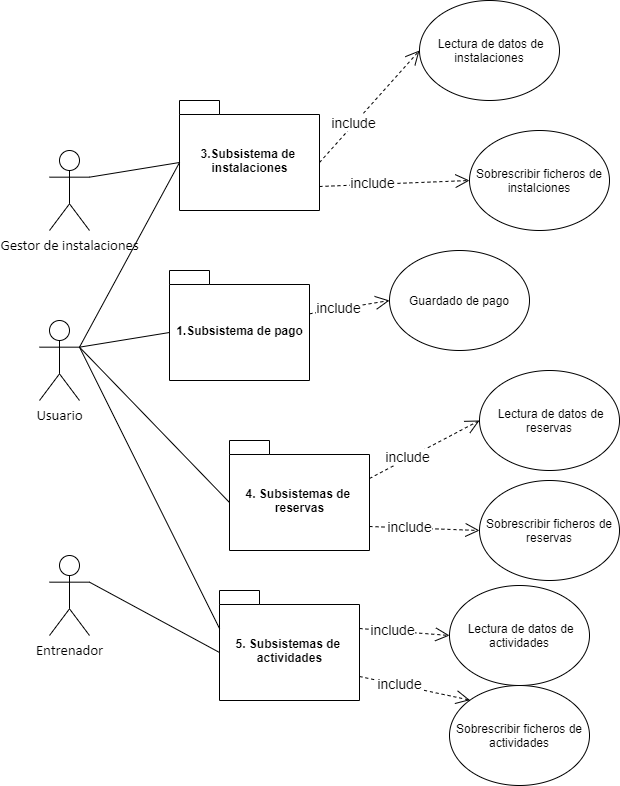 Lectura de datos de
instalaciones
include
3.Subsistema de
instalaciones
include
Sobrescribir ficheros de
instalciones
Gestor de instalaciones
include
Guardado de pago
1.Subsistema de pago
Usuario
Lectura de datos de
reservas
include
4. Subsistemas de
reservas
include
Sobrescribir ficheros de
reservas
include
Lectura de datos de
actividades
5. Subsistemas de
actividades
Entrenador
include
Sobrescribir ficheros de
actividades